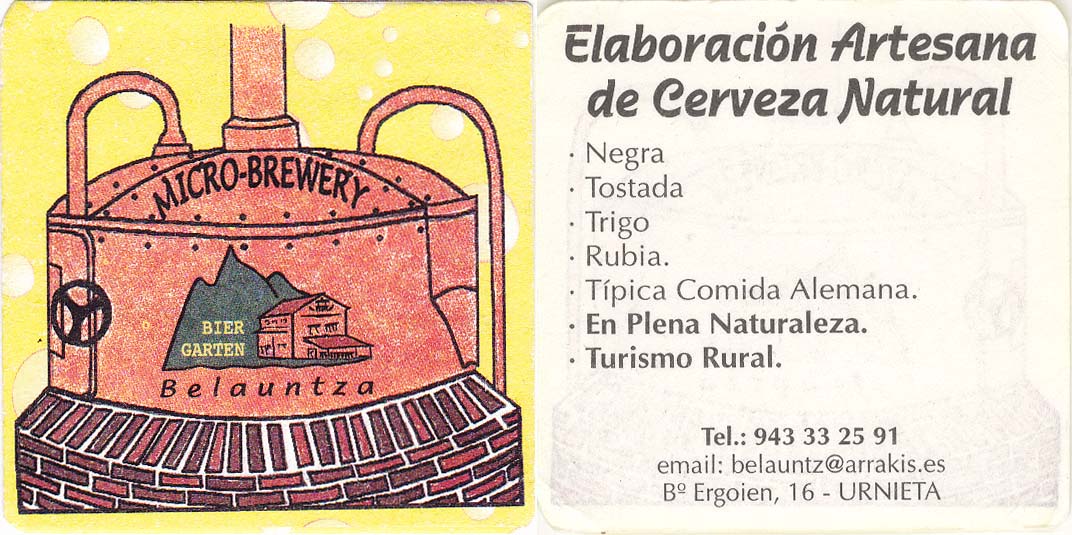 MICRO-BREWERY
BIER
GARTEN
Belauntza
Elaboración Artesana
de Cerveza Natural
· Negra
· Tostada
· Trigo
· Rubia.
· Típica Comida Alemana.
· En Plena Naturaleza.
· Turismo Rural.
Tel.: 943 33 25 91
email: belauntz@arrakis.es
Bº Ergoien, 16 - URNIETA